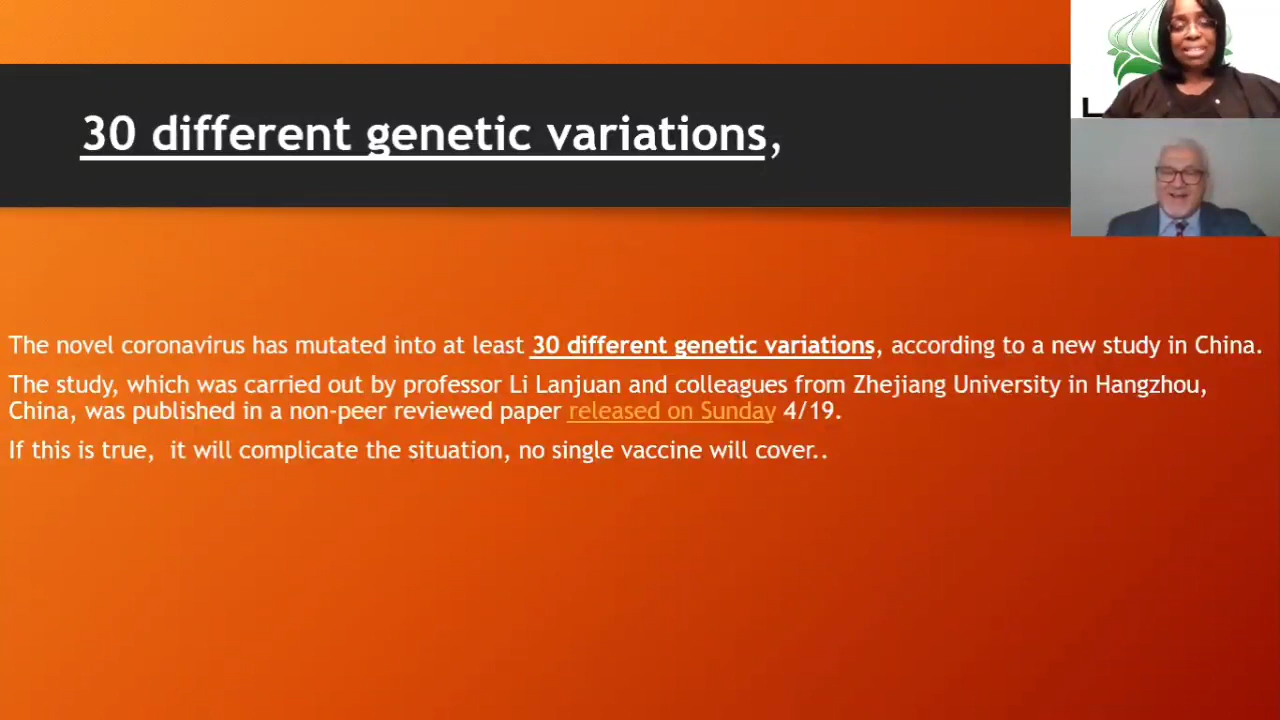 30 different genetic variations,
L
The novel coronavirus has mutated into at least 30 different genetic variations, according to a new study in China.
The study, which was carried out by professor Li Lanjuan and colleagues from Zhejiang University in Hangzhou,
China, was published in a non-peer reviewed paper released on Sunday 4/19.
If this is true,  it will complicate the situation, no single vaccine will cover..